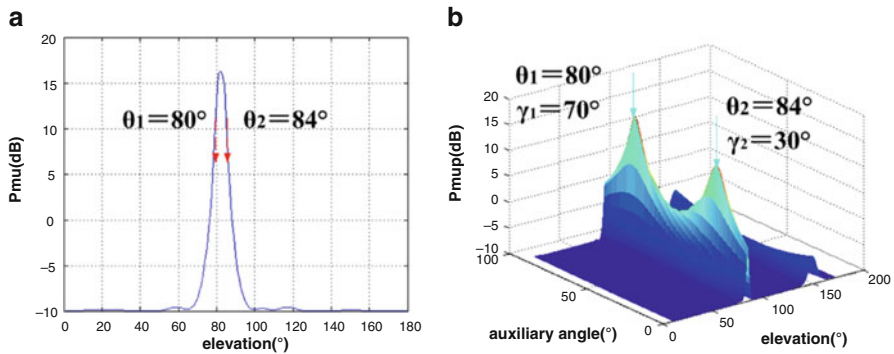 a
20
15
10
5
0
−5
−10
Pmu(dB)
θ1＝80°
θ2＝84°
0 20 40 60 80 100 120 140 160 180
elevation(°)
b
θ1＝80°
γ1＝70°
θ2＝84°
γ2＝30°
20
15
10
5
0
−5
−10
Pmup(dB)
100
50
0
auxiliary angle(°)
0
50
100
150
200
elevation(°)